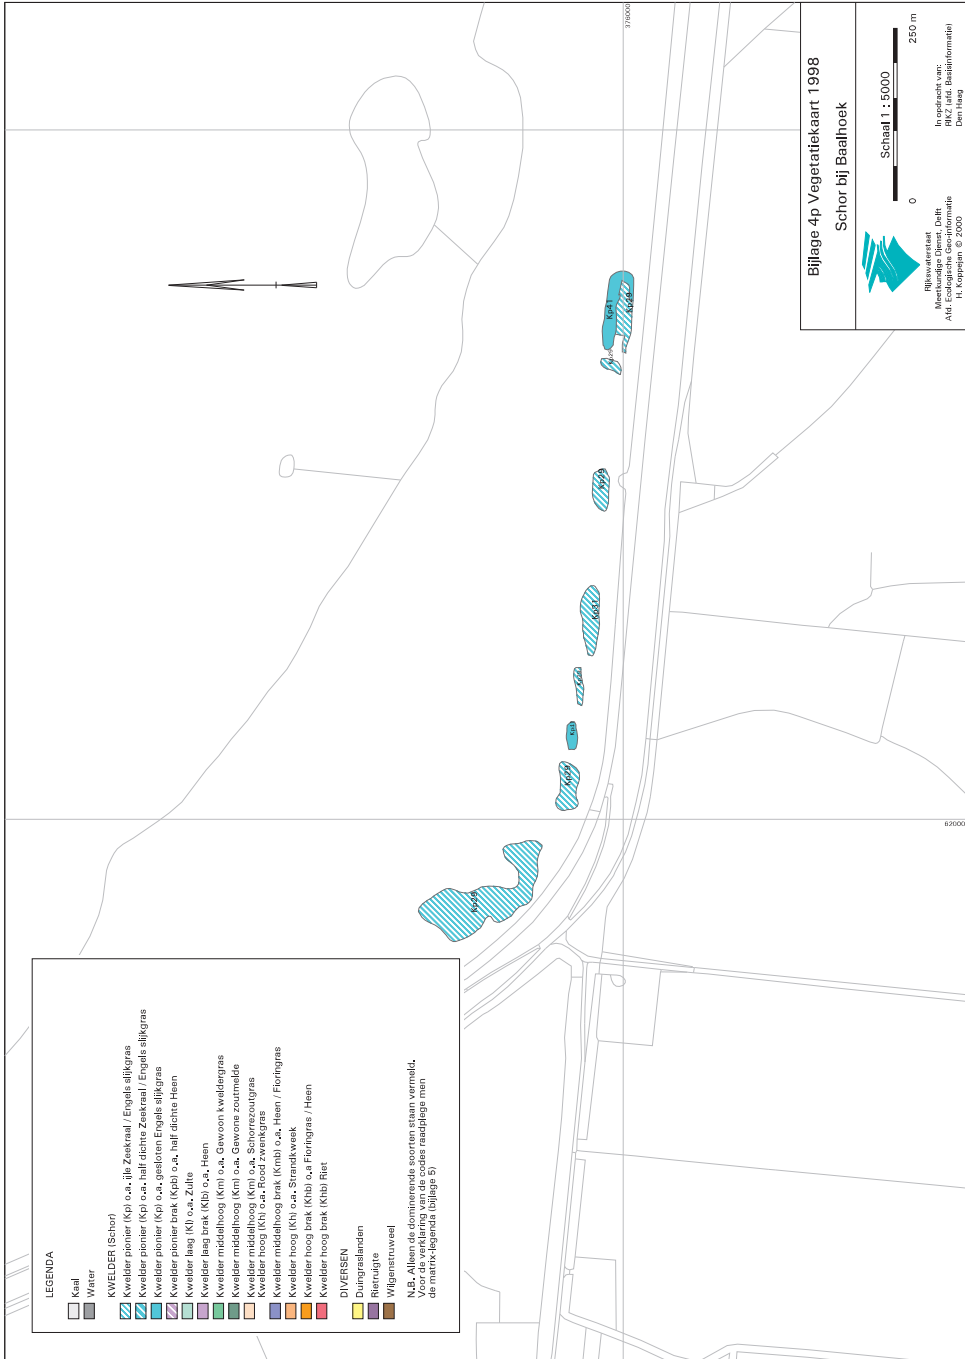 Bijlage 4p Vegetatiekaart 1998
Schor bij Baalhoek
Schaal 1 : 5000
0
250 m
Rijkswaterstaat
Meetkundige Dienst, Delft
Afd. Ecologische Geo-informatie
H. Koppejan © 2000
In opdracht van:
RIKZ (afd. Basisinformatie)
Den Haag
376000
62000
Kp41
Kp29
Kp29
Kp31
Kp29
LEGENDA
Kaal
Water
KWELDER (Schor)
Kwelder pionier (Kp) o.a. ijle Zeekraal / Engels slijkgras
Kwelder pionier (Kp) o.a. half dichte Zeekraal / Engels slijkgras
Kwelder pionier (Kp) o.a. gesloten Engels slijkgras
Kwelder pionier brak (Kpb) o.a. half dichte Heen
Kwelder laag (Kl) o.a. Zulte
Kwelder laag brak (Klb) o.a. Heen
Kwelder middelhoog (Km) o.a. Gewoon kweldergras
Kwelder middelhoog (Km) o.a. Gewone zoutmelde
Kwelder middelhoog (Km) o.a. Schorrezoutgras
Kwelder hoog (Kh) o.a. Rood zwenkgras
Kwelder middelhoog brak (Kmb) o.a. Heen / Fioringras
Kwelder hoog (Kh) o.a. Strandkweek
Kwelder hoog brak (Khb) o.a Fioringras / Heen
Kwelder hoog brak (Khb) Riet
DIVERSEN
Duingraslanden
Rietruigte
Wilgenstruweel
N.B. Alleen de dominerende soorten staan vermeld.
Voor de verklaring van de codes raadplege men
de matrix-legenda (bijlage 5)